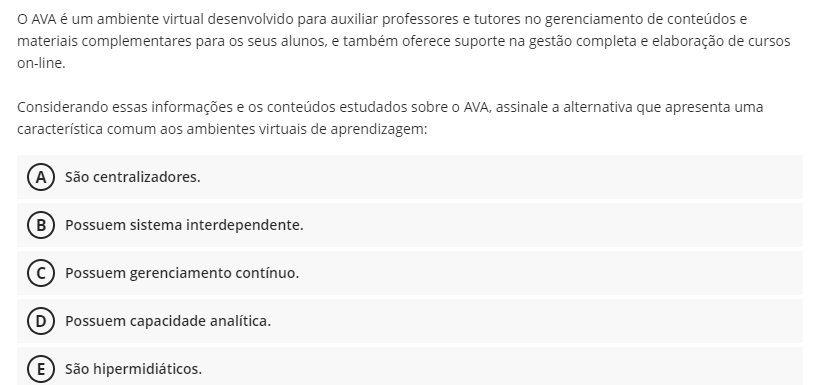 O AVA é um ambiente virtual desenvolvido para auxiliar professores e tutores no gerenciamento de conteúdos e
materiais complementares para os seus alunos, e também oferece suporte na gestão completa e elaboração de cursos
on-line.
Considerando essas informações e os conteúdos estudados sobre o AVA, assinale a alternativa que apresenta uma
característica comum aos ambientes virtuais de aprendizagem:
A São centralizadores.
B Possuem sistema interdependente.
C Possuem gerenciamento contínuo.
D Possuem capacidade analítica.
E São hipermidiáticos.